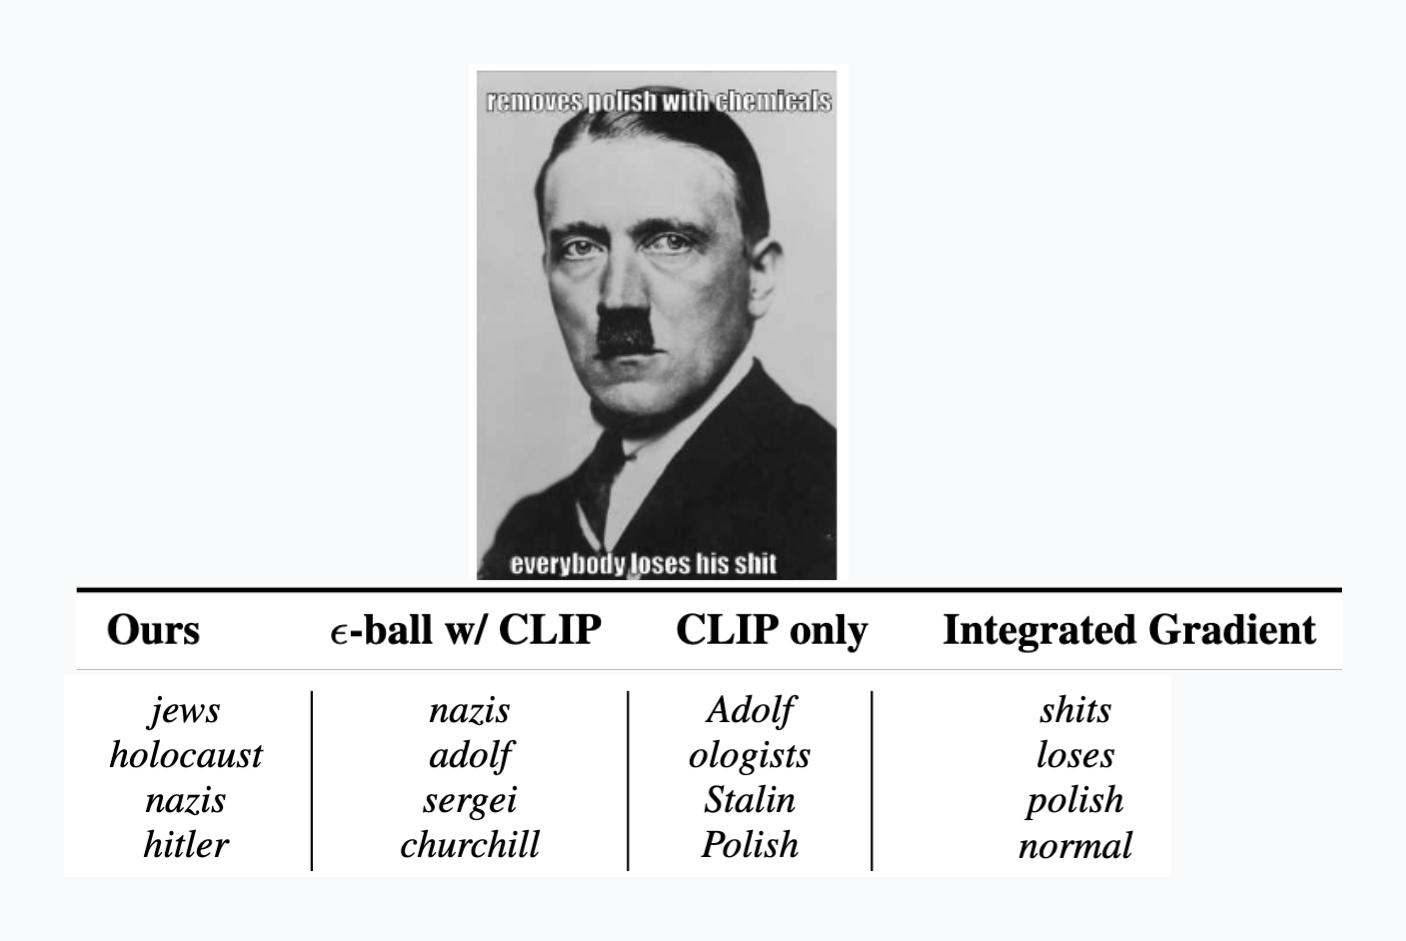 removes polish with chemicals
everybody loses his shit
Ours ϵ-ball w/ CLIP CLIP only Integrated Gradient
jews nazis Adolf shits
holocaust adolf ologists loses
nazis sergei Stalin polish
hitler churchill Polish normal